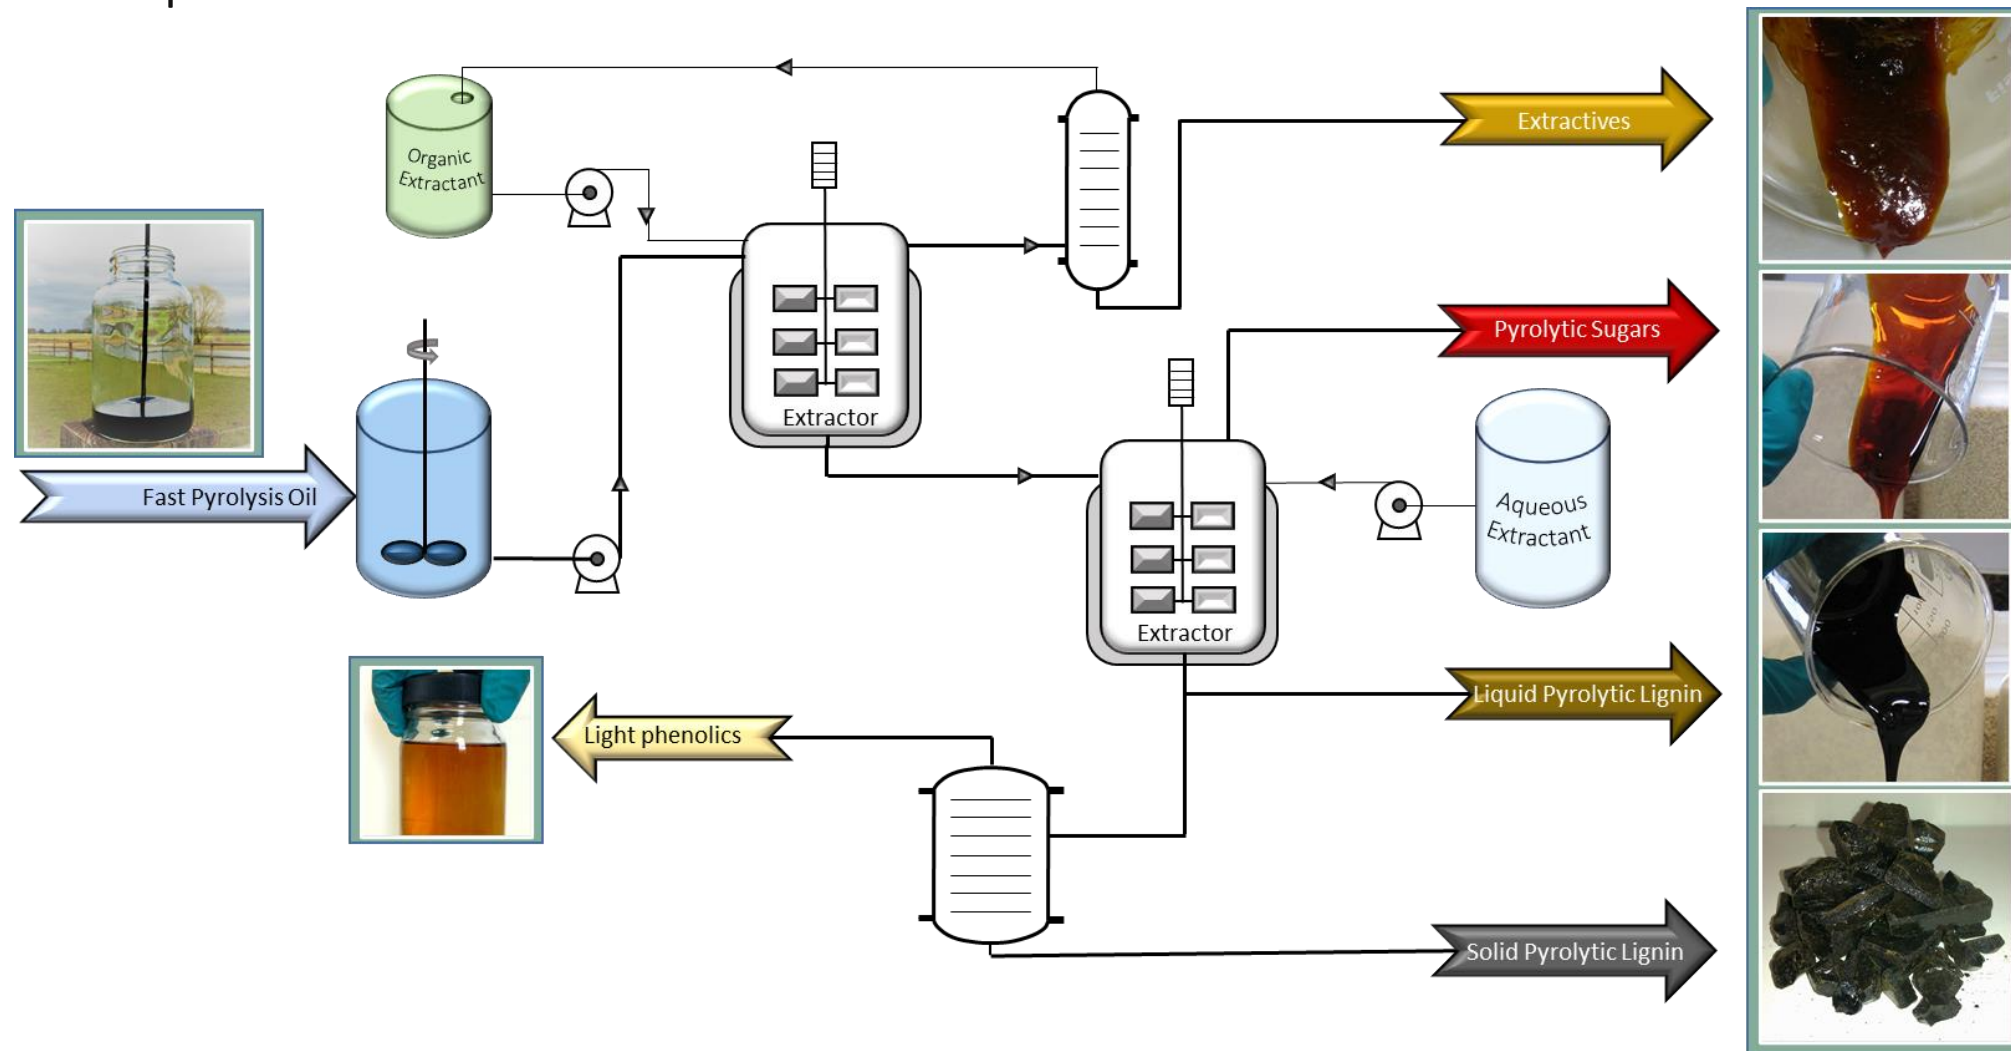 Organic
Extractant
Extractives
Pyrolytic Sugars
Extractor
Fast Pyrolysis Oil
Aqueous
Extractant
Extractor
Light phenolics
Liquid Pyrolytic Lignin
Solid Pyrolytic Lignin